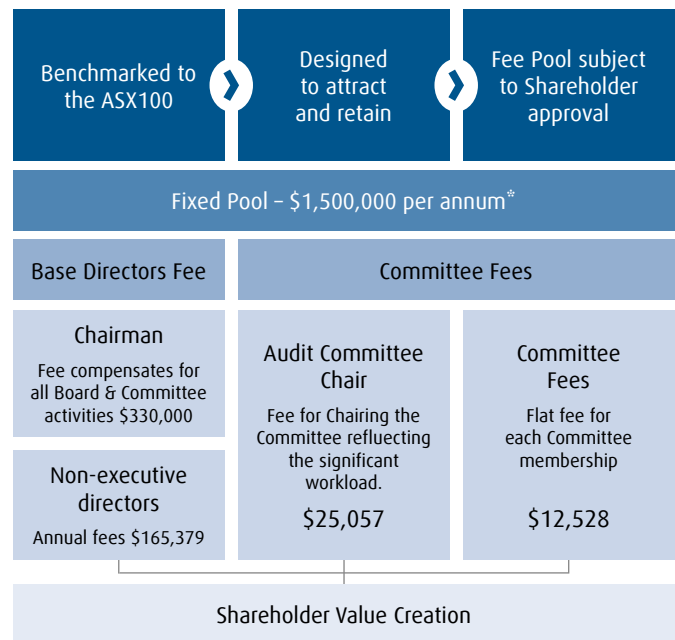 Benchmarked to
the ASX100
Designed
to attract
and retain
Fee Pool subject
to Shareholder
approval
Fixed Pool – $1,500,000 per annum*
Base Directors Fee
Committee Fees
Chairman
Fee compensates for
all Board & Committee
activities $330,000
Non-executive
directors
Annual fees $165,379
Audit Committee
Chair
Fee for Chairing the
Committee refluecting
the significant
workload.
$25,057
Committee
Fees
Flat fee for
each Committee
membership
$12,528
Shareholder Value Creation